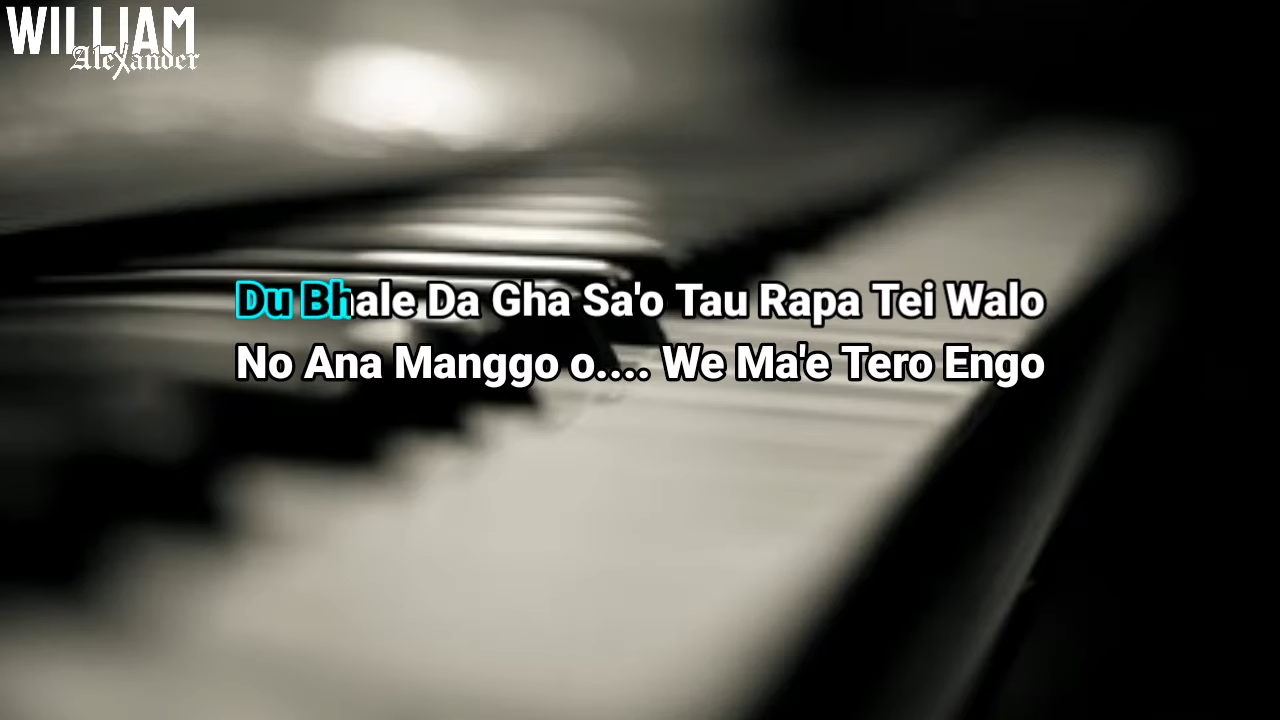 WILLIAM
Alexander
Du Bhale Da Gha Sa'o Tau Rapa Tei Walo
No Ana Manggo o.... We Ma'e Tero Engo